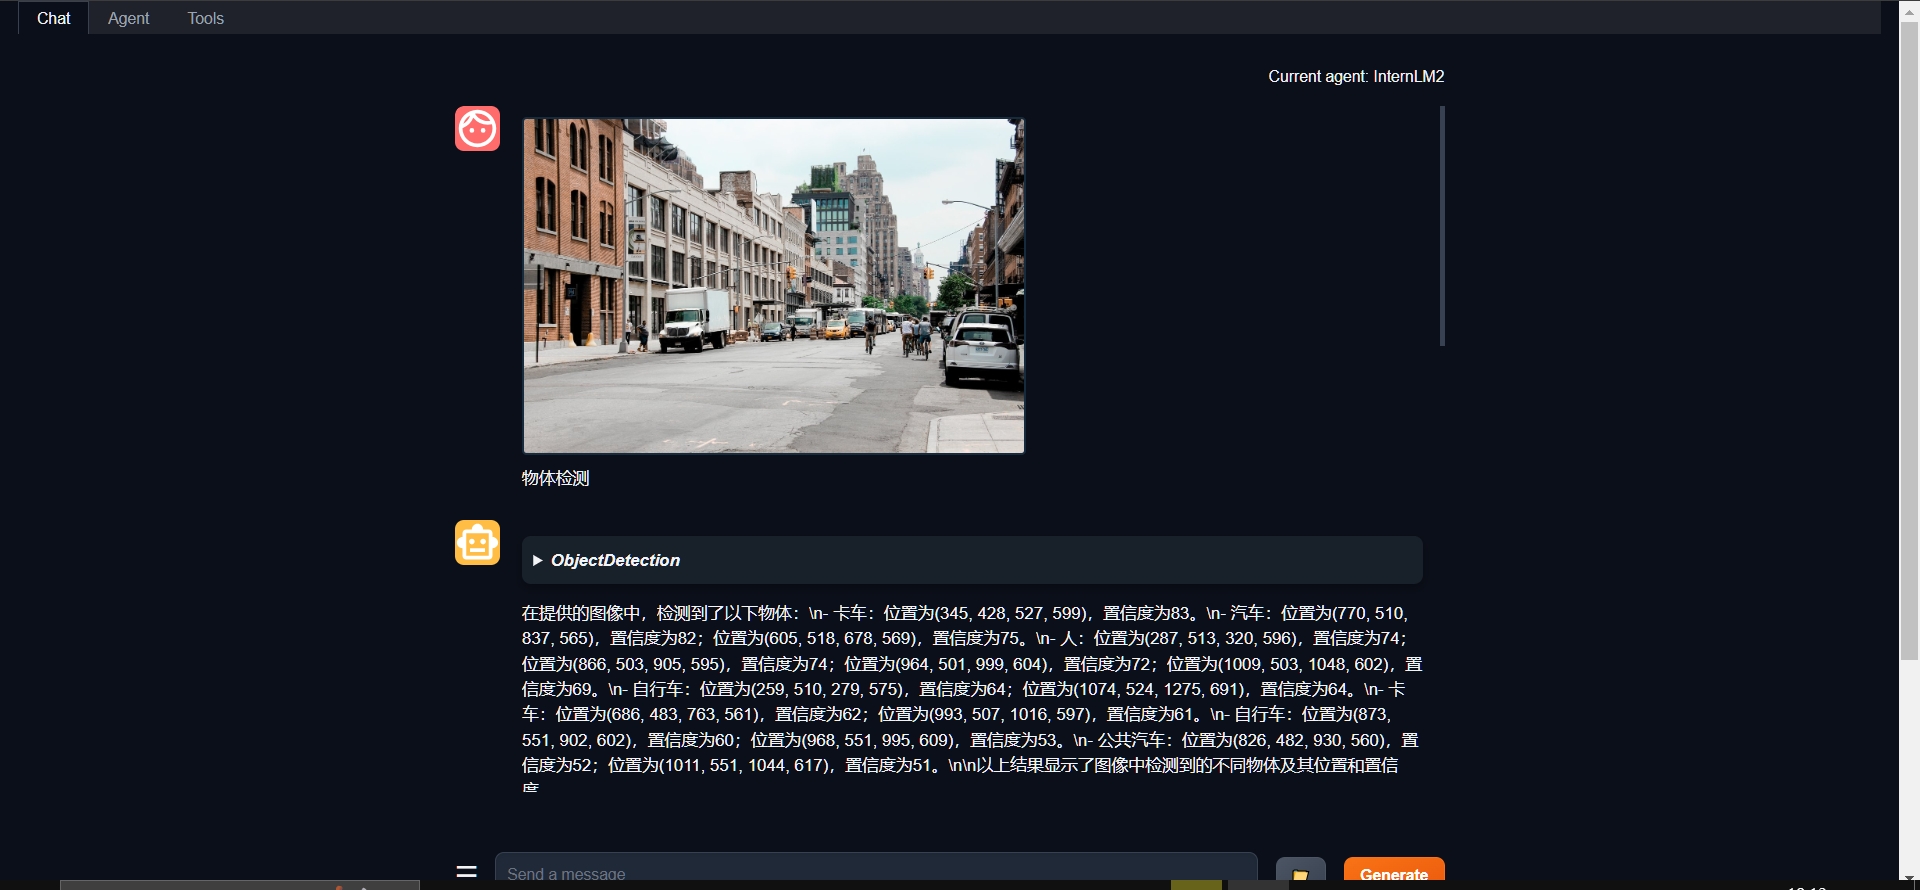 Chat Agent Tools
Current agent: InternLM2
物体检测
ObjectDetection
在提供的图像中，检测到了以下物体：\n- 卡车：位置为(345, 428, 527, 599)，置信度为83。\n- 汽车：位置为(770, 510,
837, 565)，置信度为82；位置为(605, 518, 678, 569)，置信度为75。\n- 人：位置为(287, 513, 320, 596)，置信度为74；
位置为(866, 503, 905, 595)，置信度为74；位置为(964, 501, 999, 604)，置信度为72；位置为(1009, 503, 1048, 602)，置
信度为69。\n- 自行车：位置为(259, 510, 279, 575)，置信度为64；位置为(1074, 524, 1275, 691)，置信度为64。\n- 卡
车：位置为(686, 483, 763, 561)，置信度为62；位置为(993, 507, 1016, 597)，置信度为61。\n- 自行车：位置为(873,
551, 902, 602)，置信度为60；位置为(968, 551, 995, 609)，置信度为53。\n- 公共汽车：位置为(826, 482, 930, 560)，置
信度为52；位置为(1011, 551, 1044, 617)，置信度为51。\n\n以上结果显示了图像中检测到的不同物体及其位置和置信
度
Send a message
Generate